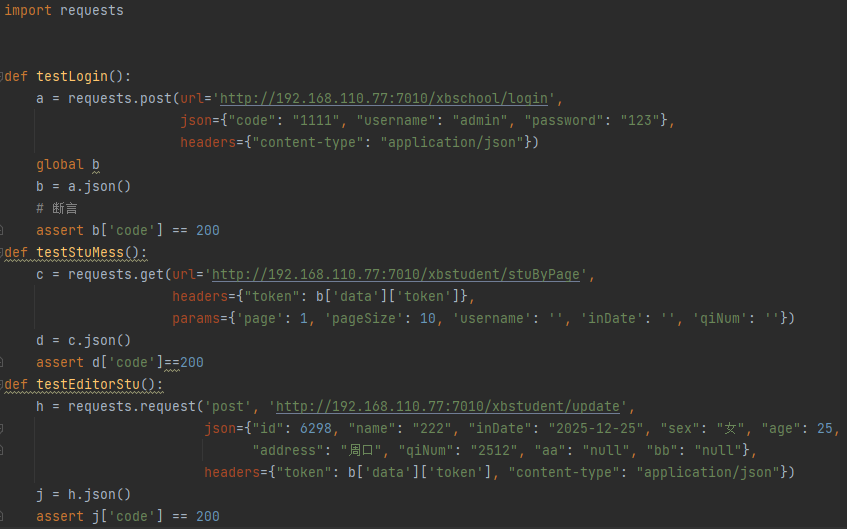 import requests
def testLogin():
a = requests.post(url='http://192.168.110.77:7010/xbschool/login',
json={"code": "1111", "username": "admin", "password": "123"},
headers={"content-type": "application/json"})
global b
b = a.json()
# 断言
assert b['code'] == 200
def testStuMess():
c = requests.get(url='http://192.168.110.77:7010/xbstudent/stuByPage',
headers={"token": b['data']['token']},
params={'page': 1, 'pageSize': 10, 'username': '', 'inDate': '', 'qiNum': ''})
d = c.json()
assert d['code']==200
def testEditorStu():
h = requests.request('post', 'http://192.168.110.77:7010/xbstudent/update',
json={"id": 6298, "name": "222", "inDate": "2025-12-25", "sex": "女", "age": 25,
"address": "周口", "qiNum": "2512", "aa": "null", "bb": "null"},
headers={"token": b['data']['token'], "content-type": "application/json"})
j = h.json()
assert j['code'] == 200